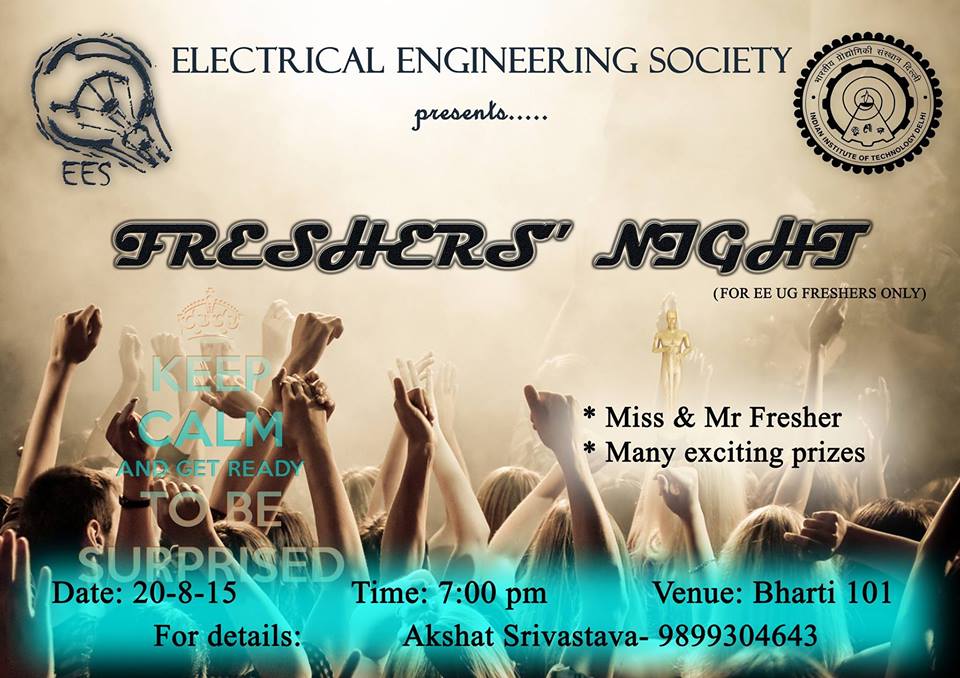 ELECTRICAL ENGINEERING SOCIETY
presents.....
EES
भारतीय प्रौद्योगिकी संस्थान दिल्ली
INDIAN INSTITUTE OF TECHNOLOGY DELHI
FRESHERS' NIGHT
(FOR EE UG FRESHERS ONLY)
KEEP
CALM
AND GET READY
TO BE
SURPRISED
* Miss & Mr Fresher
* Many exciting prizes
Date: 20-8-15 Time: 7:00 pm Venue: Bharti 101
For details: Akshat Srivastava- 9899304643